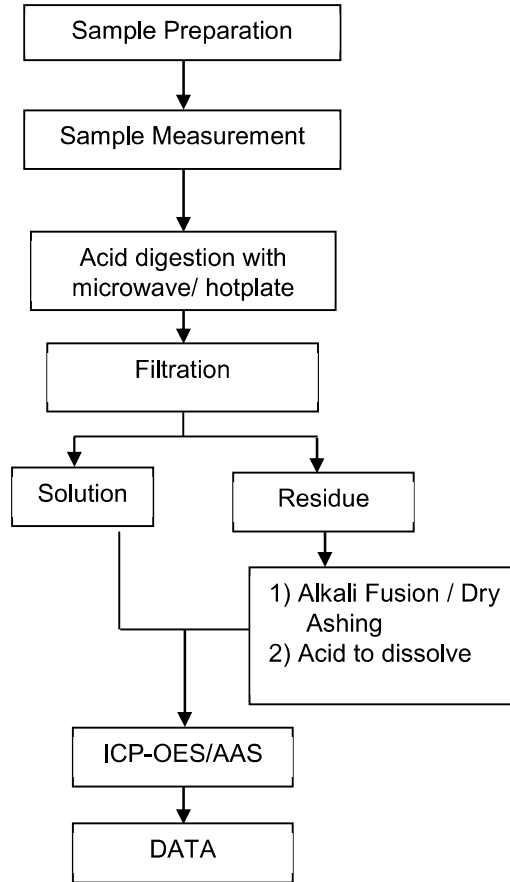 Sample Preparation
Sample Measurement
Acid digestion with
microwave/ hotplate
Filtration
Solution
Residue
1) Alkali Fusion / Dry
Ashing
2) Acid to dissolve
ICP-OES/AAS
DATA